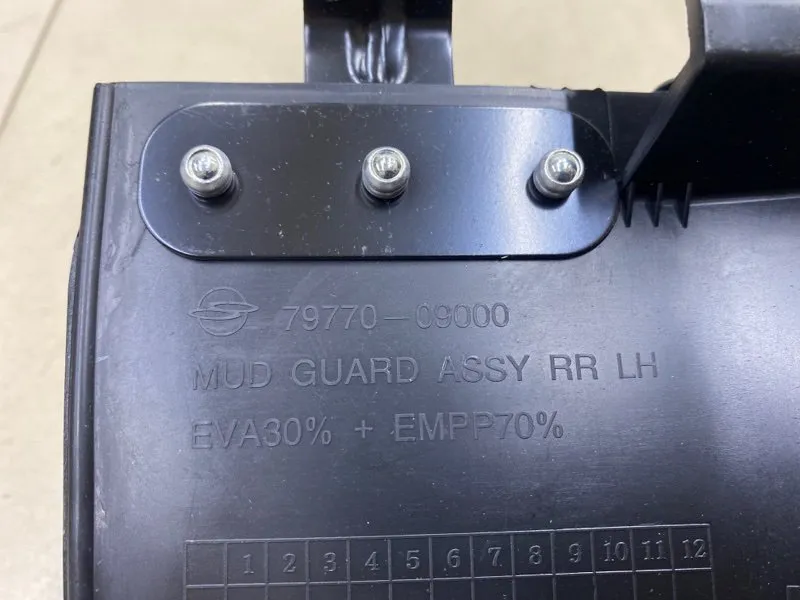 79770-09000
MUD GUARD ASSY RR LH
EVA30% + EMPP70%
1 2 3 4 5 6 7 8 9 10 11 12